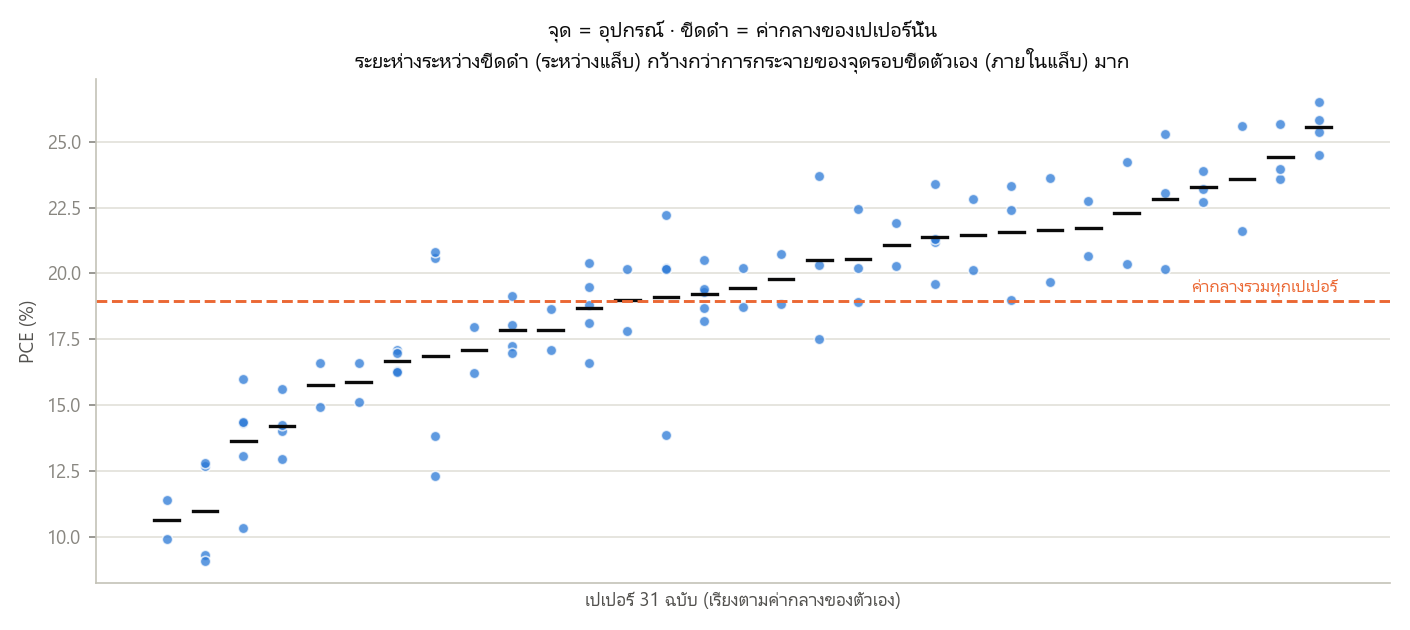 จุด = อุปกรณ์ · ขีดดำ = ค่ากลางของเปเปอร์นั้น
ระยะห่างระหว่างขีดดำ (ระหว่างแล็บ) กว้างกว่าการกระจายของจุดรอบขีดตัวเอง (ภายในแล็บ) มาก
25.0
22.5
20.0
17.5
15.0
12.5
10.0
PCE (%)
ค่ากลางรวมทุกเปเปอร์
เปเปอร์ 31 ฉบับ (เรียงตามค่ากลางของตัวเอง)